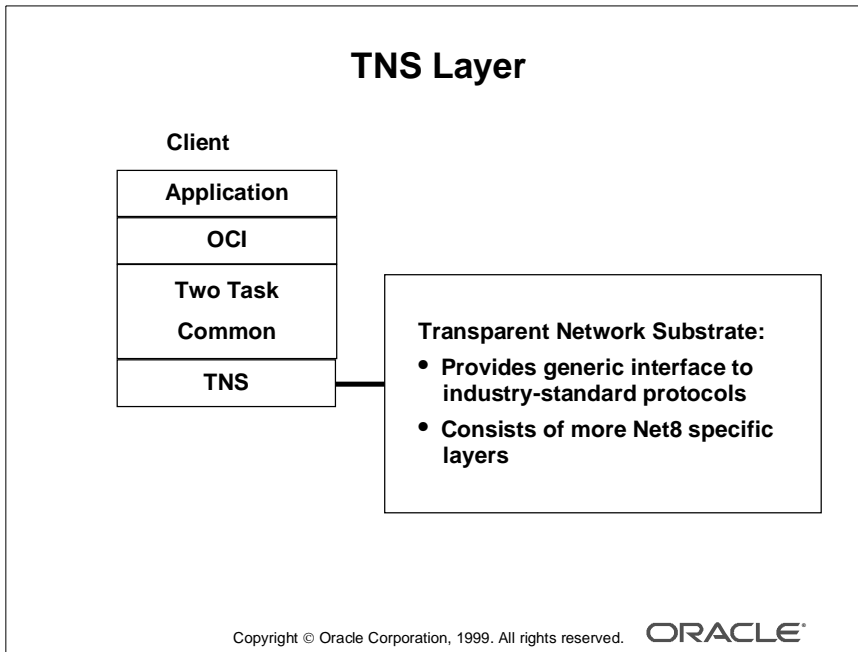 TNS Layer
Client
Application
OCI
Two Task
Common
TNS
Transparent Network Substrate:
• Provides generic interface to
industry-standard protocols
• Consists of more Net8 specific
layers
Copyright © Oracle Corporation, 1999. All rights reserved. ORACLE®